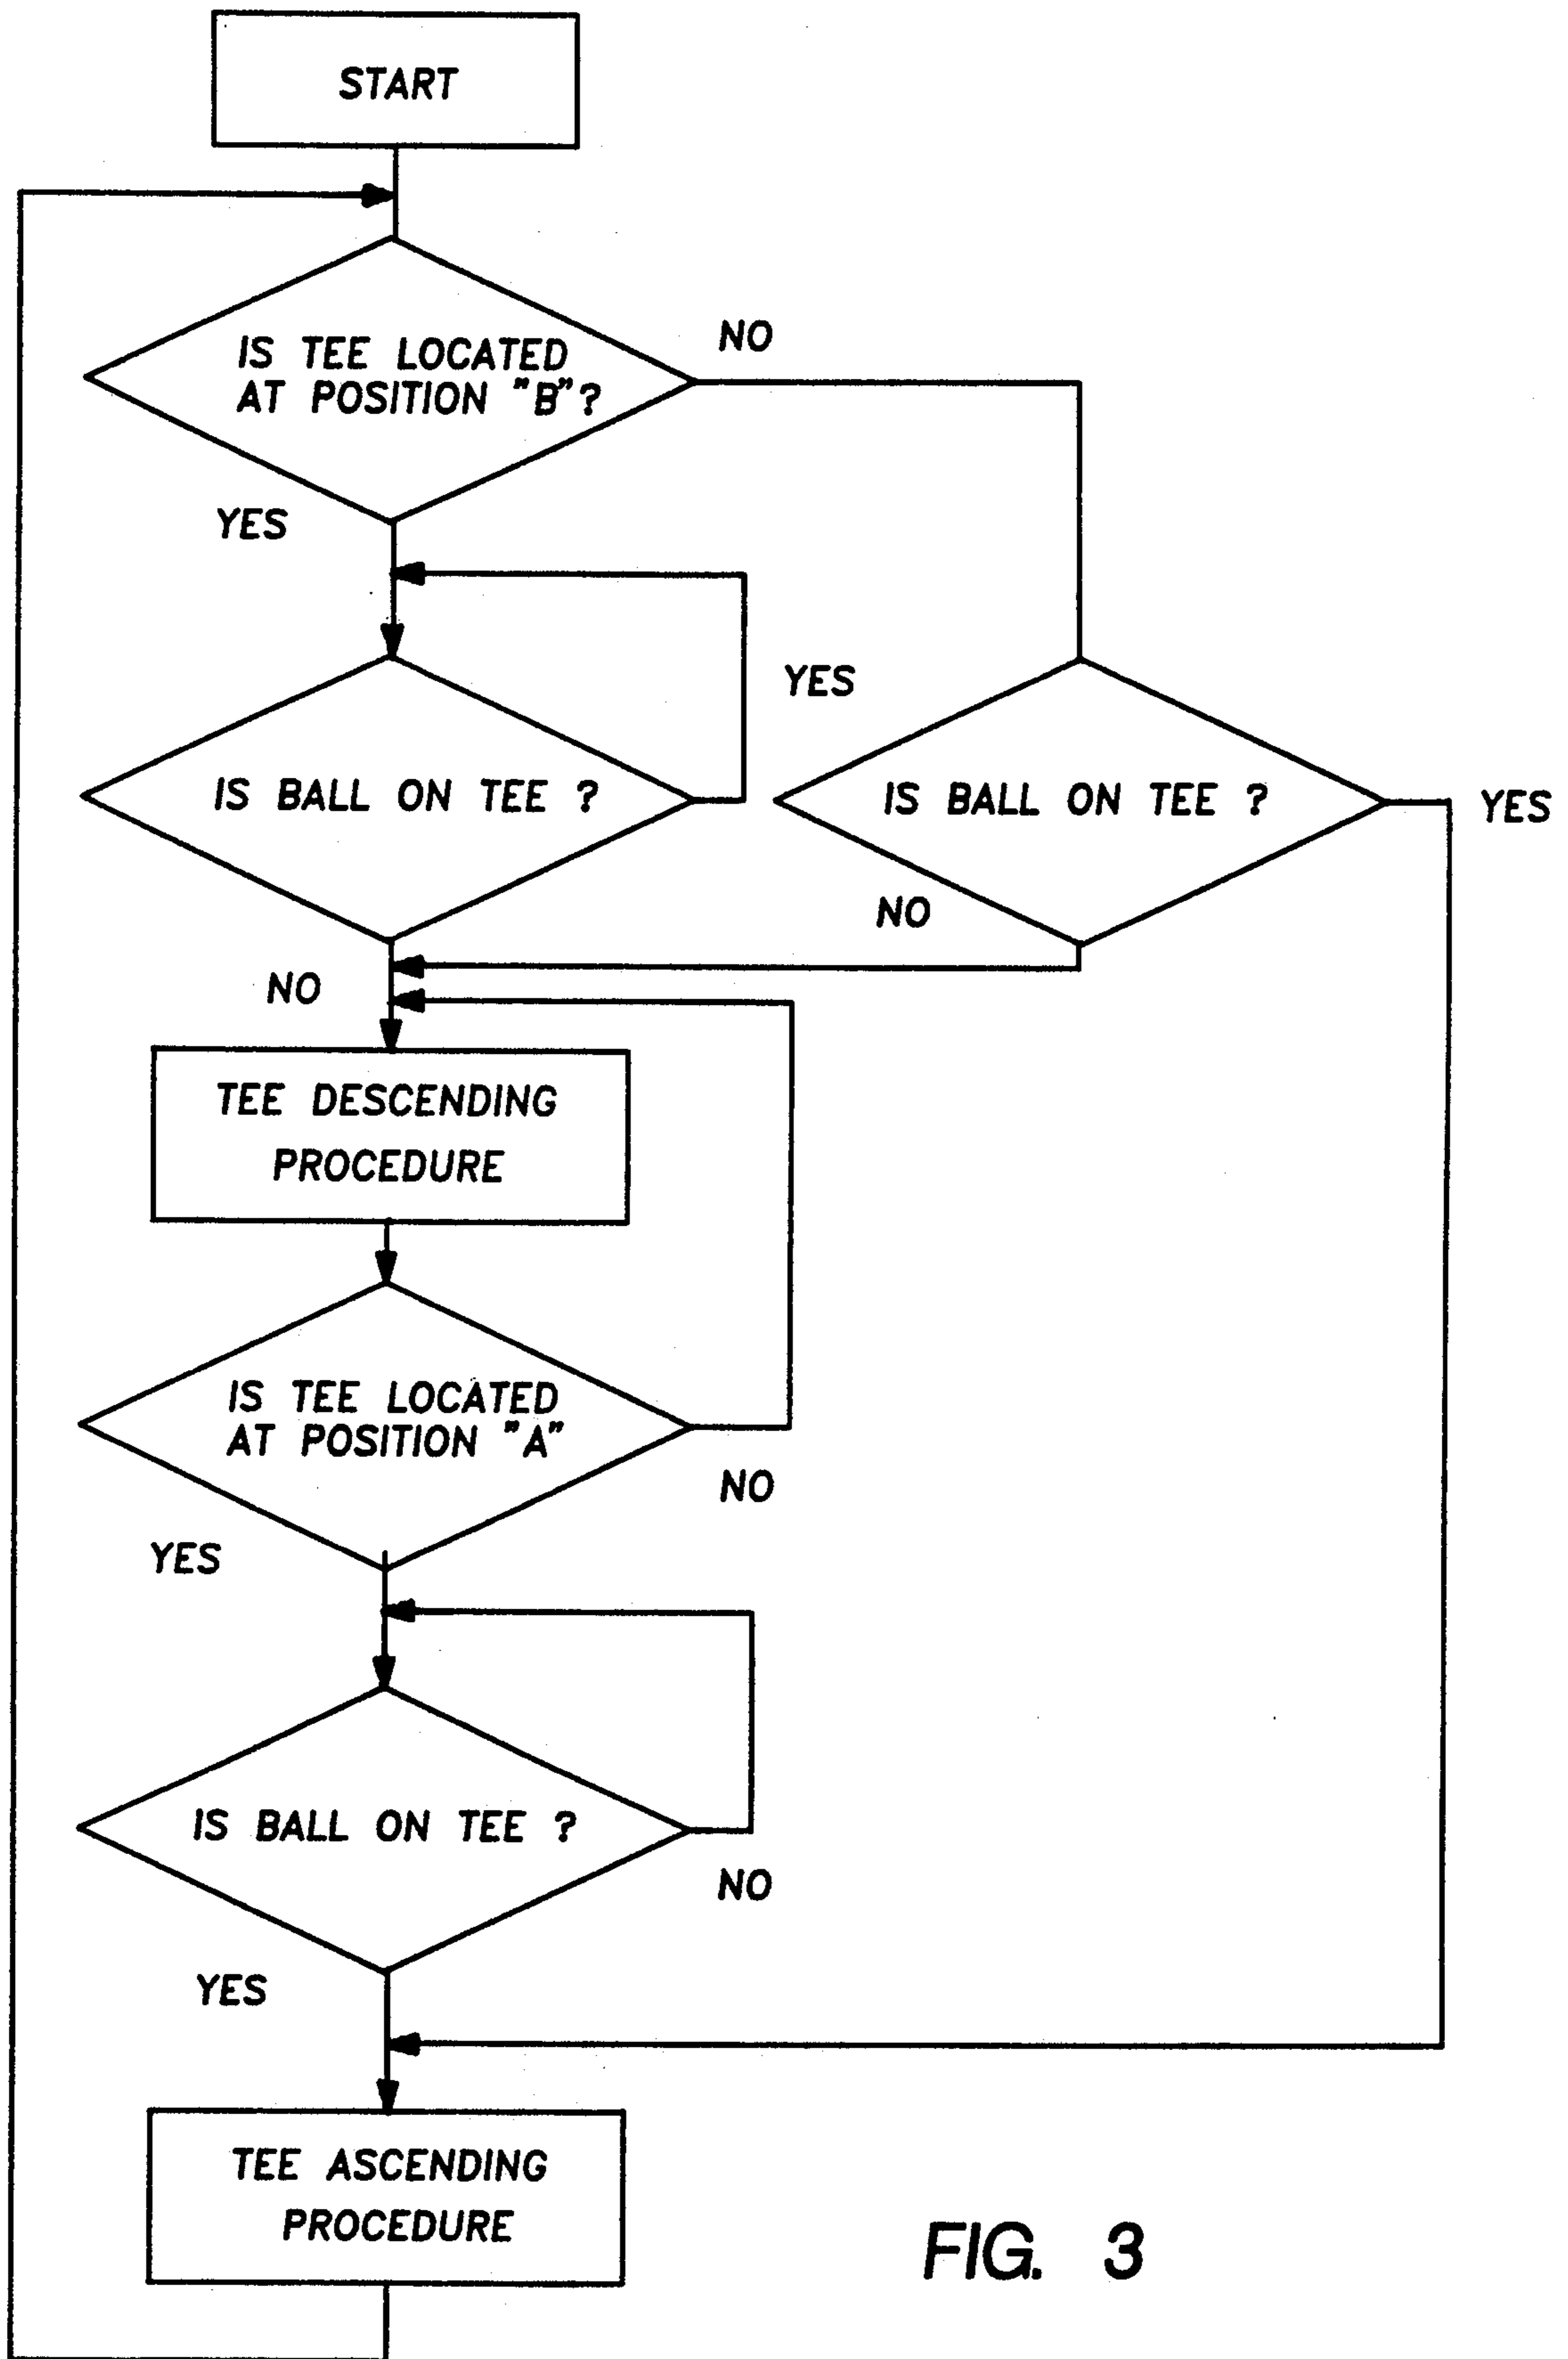 START
IS TEE LOCATED
AT POSITION "B"?
NO
YES
YES
IS BALL ON TEE ?
IS BALL ON TEE ?
YES
NO
NO
TEE DESCENDING
PROCEDURE
IS TEE LOCATED
AT POSITION "A"
NO
YES
IS BALL ON TEE ?
NO
YES
TEE ASCENDING
PROCEDURE
FIG. 3